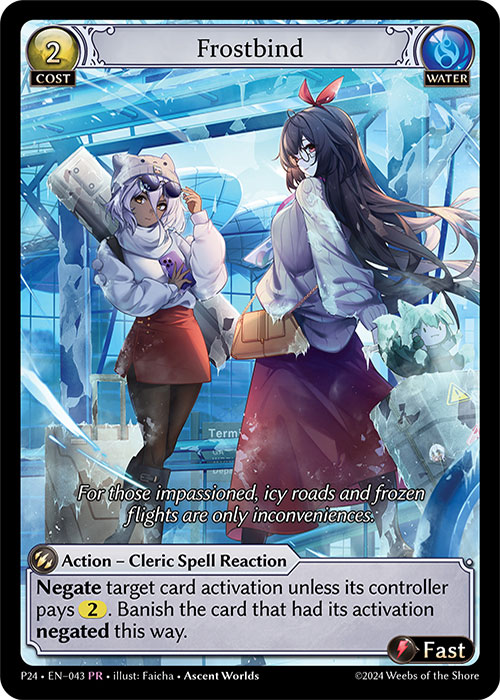 2
COST
Frostbind
WATER
Term
For those impassioned, icy roads and frozen
flights are only inconveniences.
Action – Cleric Spell Reaction
Negate target card activation unless its controller
pays 2. Banish the card that had its activation
negated this way.
Fast
P24 • EN–043 PR • illust: Faicha • Ascent Worlds
©2024 Weebs of the Shore